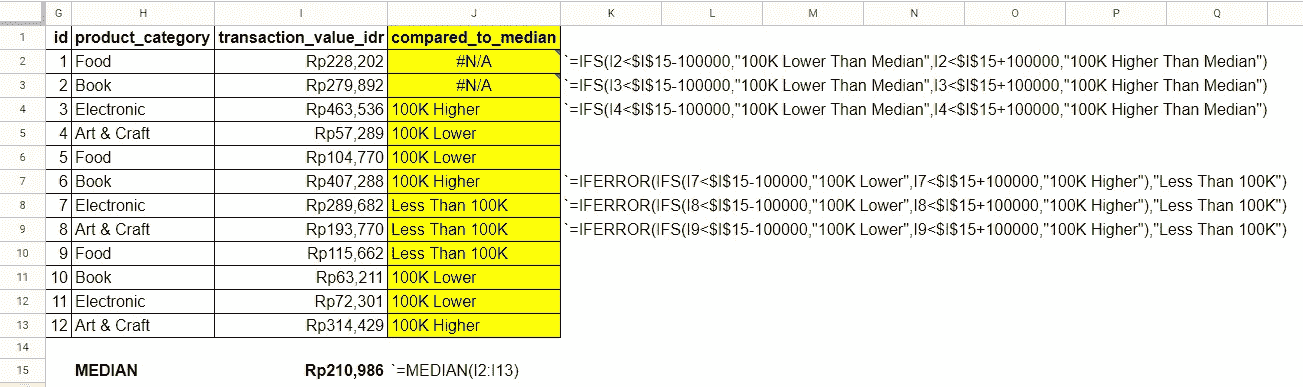 G H I J K L M N O P Q
1 id product_category transaction_value_idr compared_to_median
2 1 Food Rp228,202 #N/A `=IFS(I2<$I$15-100000,"100K Lower Than Median",I2<$I$15+100000,"100K Higher Than Median")
3 2 Book Rp279,892 #N/A `=IFS(I3<$I$15-100000,"100K Lower Than Median",I3<$I$15+100000,"100K Higher Than Median")
4 3 Electronic Rp463,536 100K Higher `=IFS(I4<$I$15-100000,"100K Lower Than Median",I4<$I$15+100000,"100K Higher Than Median")
5 4 Art & Craft Rp57,289 100K Lower
6 5 Food Rp104,770 100K Lower
7 6 Book Rp407,288 100K Higher `=IFERROR(IFS(I7<$I$15-100000,"100K Lower",I7<$I$15+100000,"100K Higher"),"Less Than 100K")
8 7 Electronic Rp289,682 Less Than 100K `=IFERROR(IFS(I8<$I$15-100000,"100K Lower",I8<$I$15+100000,"100K Higher"),"Less Than 100K")
9 8 Art & Craft Rp193,770 Less Than 100K `=IFERROR(IFS(I9<$I$15-100000,"100K Lower",I9<$I$15+100000,"100K Higher"),"Less Than 100K")
10 9 Food Rp115,662 Less Than 100K
11 10 Book Rp63,211 100K Lower
12 11 Electronic Rp72,301 100K Lower
13 12 Art & Craft Rp314,429 100K Higher
14
15 MEDIAN Rp210,986 `=MEDIAN(I2:I13)